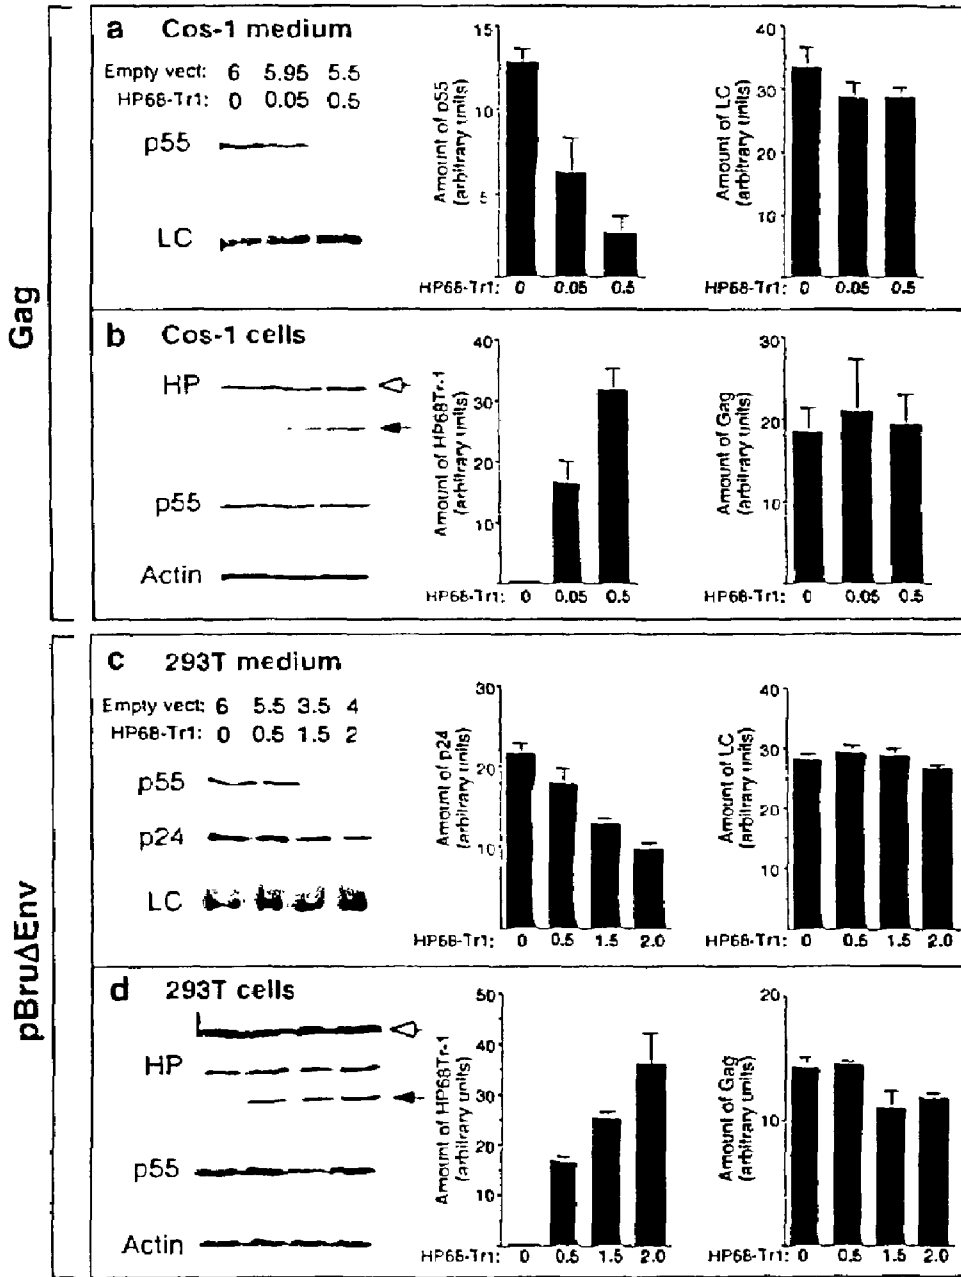 Gag
a Cos-1 medium
Empty vect: 6 5.95 5.5
HP68-Tr1: 0 0.05 0.5
p55
LC
Amount of p55
(arbitrary units)
15
10
5
HP68-Tr1: 0 0.05 0.5
Amount of LC
(arbitrary units)
40
30
20
10
HP68-Tr1: 0 0.05 0.5
b Cos-1 cells
HP
p55
Actin
Amount of HP68Tr-1
(arbitrary units)
40
30
20
10
HP68-Tr1: 0 0.05 0.5
Amount of Gag
(arbitrary units)
30
20
10
HP68-Tr1: 0 0.05 0.5
pBruΔEnv
c 293T medium
Empty vect: 6 5.5 3.5 4
HP68-Tr1: 0 0.5 1.5 2
p55
p24
LC
Amount of p24
(arbitrary units)
30
20
10
HP68-Tr1: 0 0.5 1.5 2.0
Amount of LC
(arbitrary units)
40
30
20
10
HP68-Tr1: 0 0.5 1.5 2.0
d 293T cells
HP
p55
Actin
Amount of HP68Tr-1
(arbitrary units)
50
40
30
20
10
HP68-Tr1: 0 0.5 1.5 2.0
Amount of Gag
(arbitrary units)
20
10
HP68-Tr1: 0 0.5 1.5 2.0